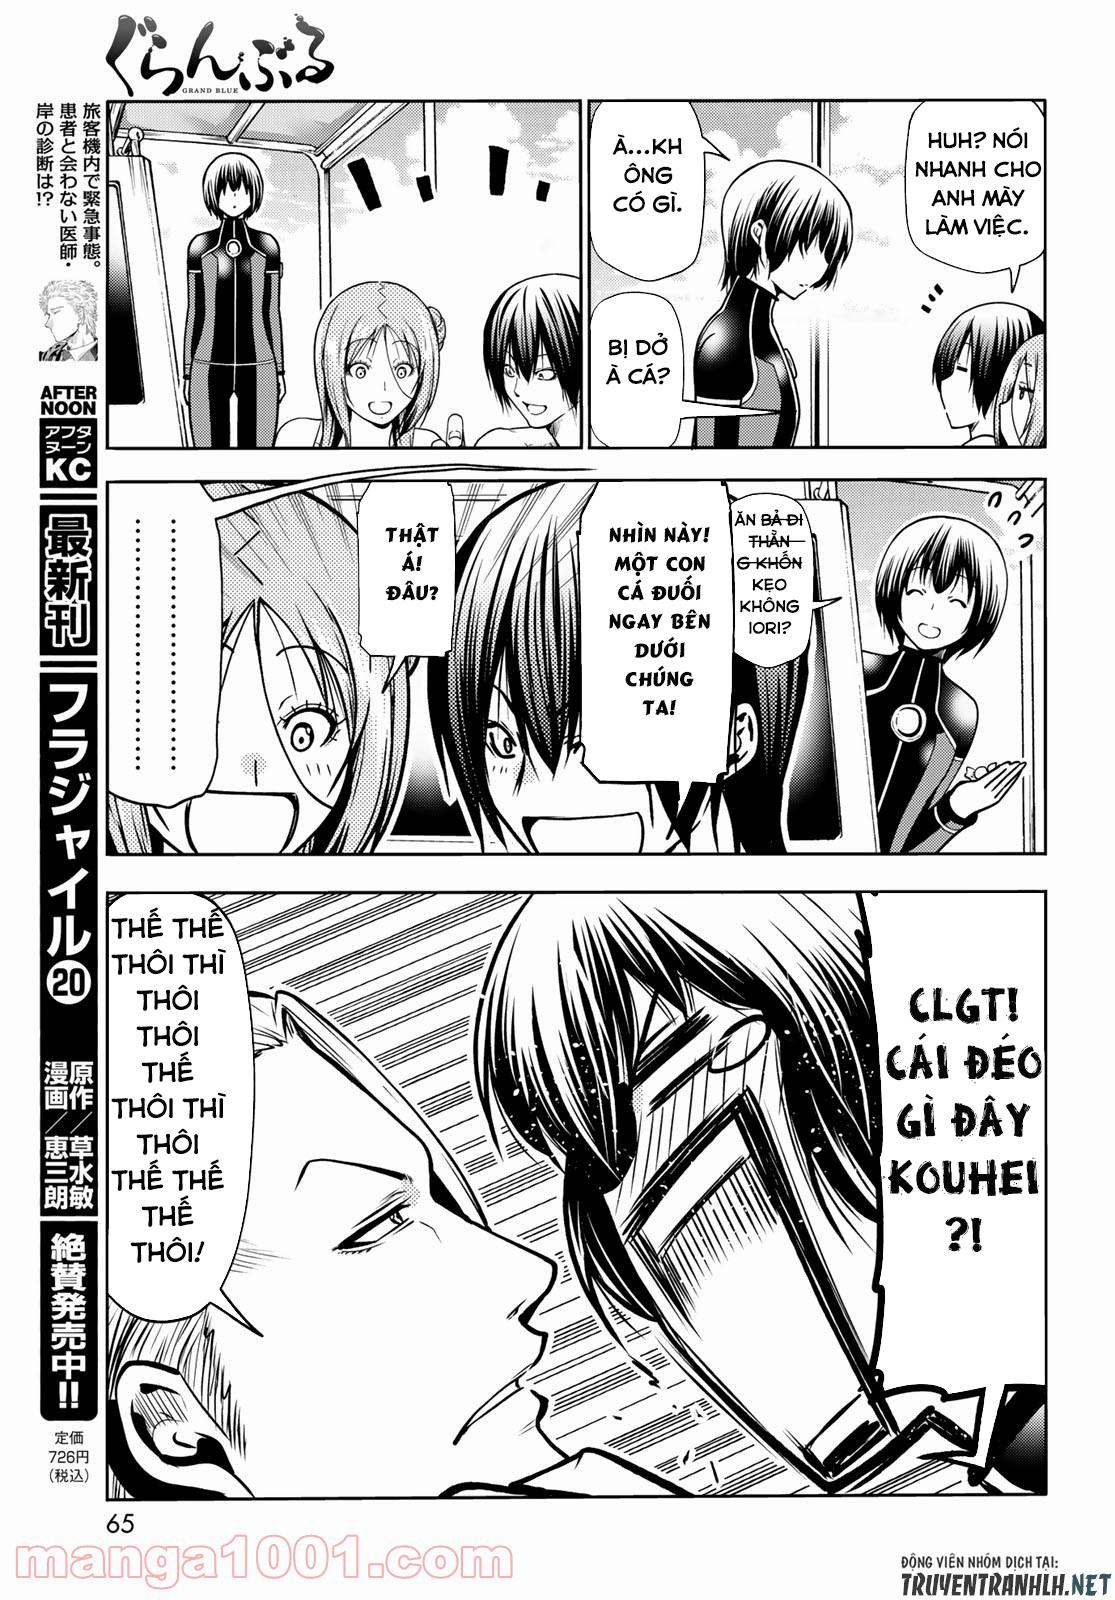 ぐらんぶる
GRAND BLUE
旅客機内で緊急事態。
患者と会わない医師・
岸の診断は!?
AFTER
NOON
アフタ
ヌーン
KC
最新刊
フラジャイル⑳
原作／草水敏
漫画／恵三朗
絶賛発売中!!
定価
726円
(税込)
HUH? NÓI
NHANH CHO
ANH MÀY
LÀM VIỆC.
À...KH
ÔNG
CÓ GÌ.
BỊ DỞ
À CÁ?
ĂN BẢ ĐI
THẰN
G KHỐN
KẸO
KHÔNG
IORI?
NHÌN NÀY!
MỘT CON
CÁ ĐUỐI
NGAY BÊN
DƯỚI
CHÚNG
TA!
THẬT
Á!
ĐÂU?
CLGT!
CÁI ĐÉO
GÌ ĐÂY
KOUHEI
?!
THẾ THẾ
THÔI THÌ
THÔI
THÔI
THẾ
THÔI THÌ
THÔI
THẾ THẾ
THẾ
THÔI!
65
manga1001.com
ĐỘNG VIÊN NHÓM DỊCH TẠI:
TRUYENTRANHLH.NET